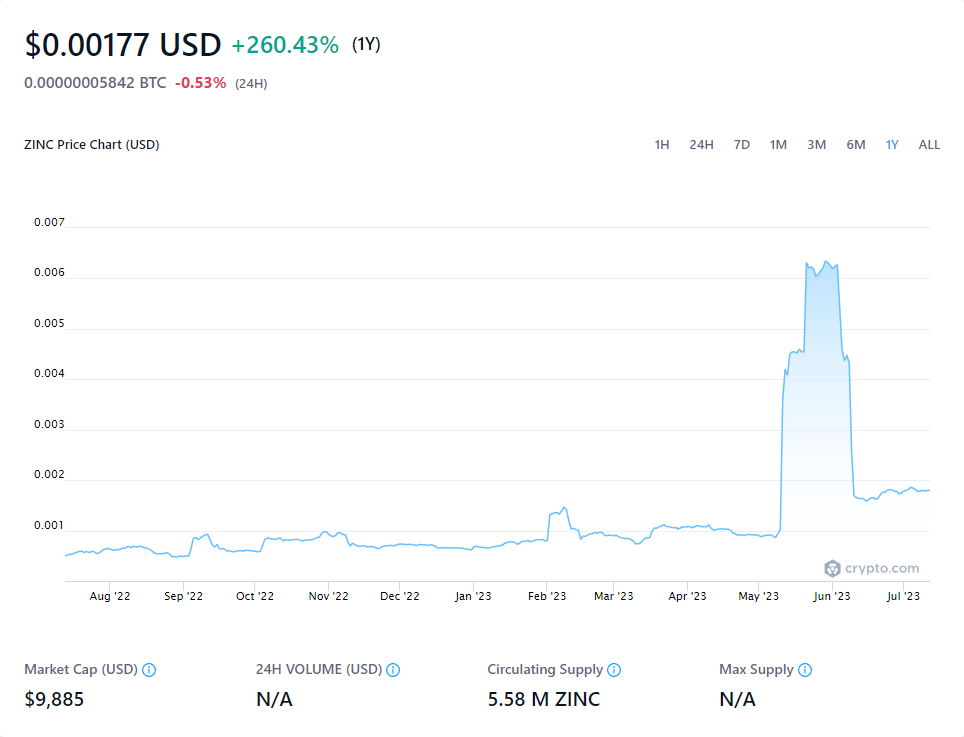 $0.00177 USD +260.43% (1Y)
0.00000005842 BTC -0.53% (24H)
ZINC Price Chart (USD) 1H 24H 7D 1M 3M 6M 1Y ALL
0.007
0.006
0.005
0.004
0.003
0.002
0.001
crypto.com
Aug '22 Sep '22 Oct '22 Nov '22 Dec '22 Jan '23 Feb '23 Mar '23 Apr '23 May '23 Jun '23 Jul '23
Market Cap (USD) 24H VOLUME (USD) Circulating Supply Max Supply
$9,885 N/A 5.58 M ZINC N/A